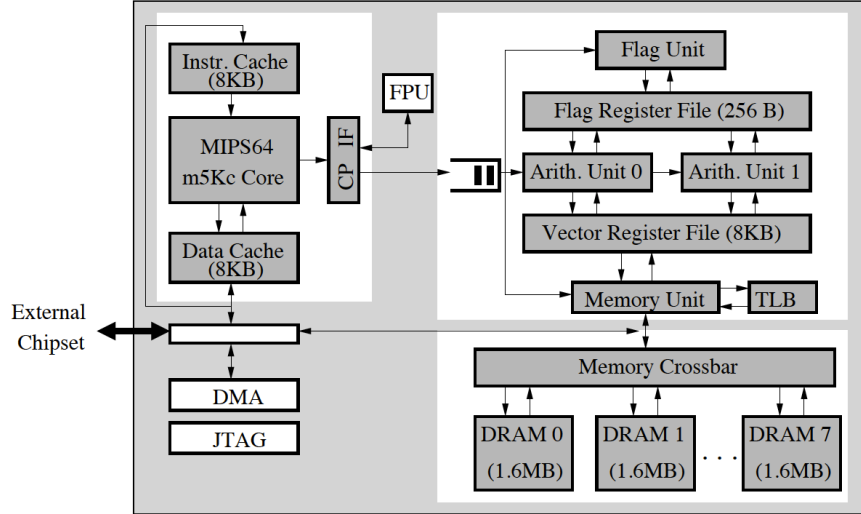 Instr. Cache
(8KB)
MIPS64
m5Kc Core
Data Cache
(8KB)
CP IF
FPU
Flag Unit
Flag Register File (256 B)
Arith. Unit 0
Arith. Unit 1
Vector Register File (8KB)
Memory Unit
TLB
External
Chipset
DMA
JTAG
Memory Crossbar
DRAM 0
(1.6MB)
DRAM 1
(1.6MB)
. . .
DRAM 7
(1.6MB)